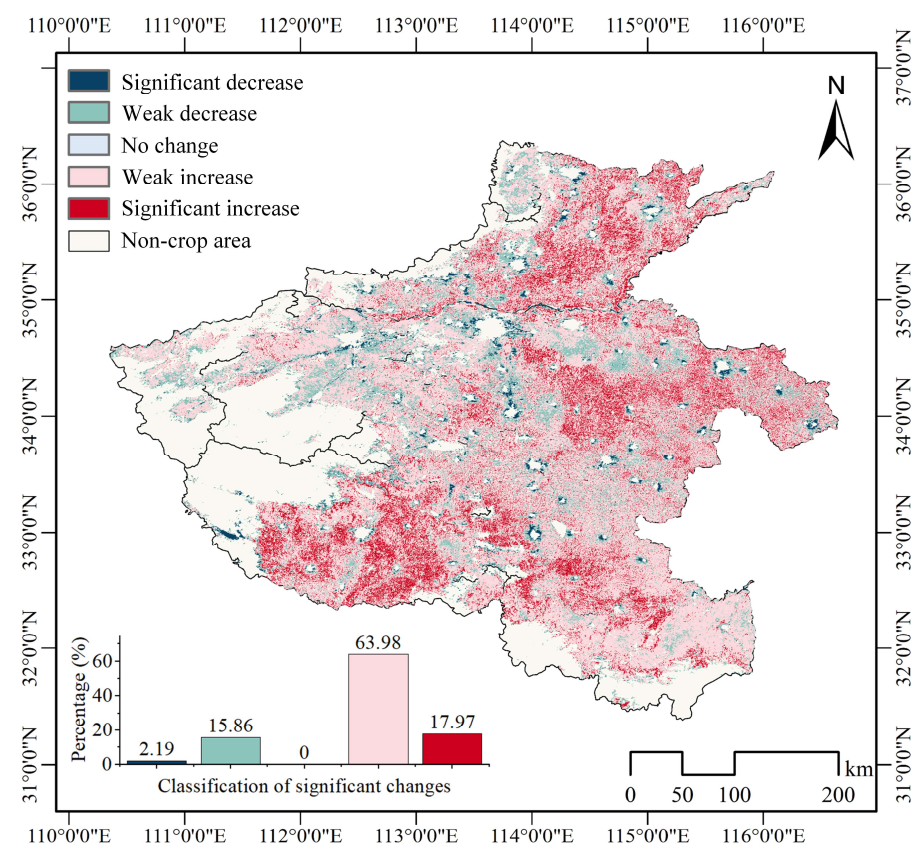 110°0'0"E 111°0'0"E 112°0'0"E 113°0'0"E 114°0'0"E 115°0'0"E 116°0'0"E
37°0'0"N
36°0'0"N
36°0'0"N
35°0'0"N
35°0'0"N
34°0'0"N
34°0'0"N
33°0'0"N
33°0'0"N
32°0'0"N
32°0'0"N
31°0'0"N
31°0'0"N
Significant decrease
Weak decrease
No change
Weak increase
Significant increase
Non-crop area
N
Percentage (%)
60
40
20
0
2.19
15.86
0
63.98
17.97
Classification of significant changes
km
0 50 100 200
110°0'0"E 111°0'0"E 112°0'0"E 113°0'0"E 114°0'0"E 115°0'0"E 116°0'0"E